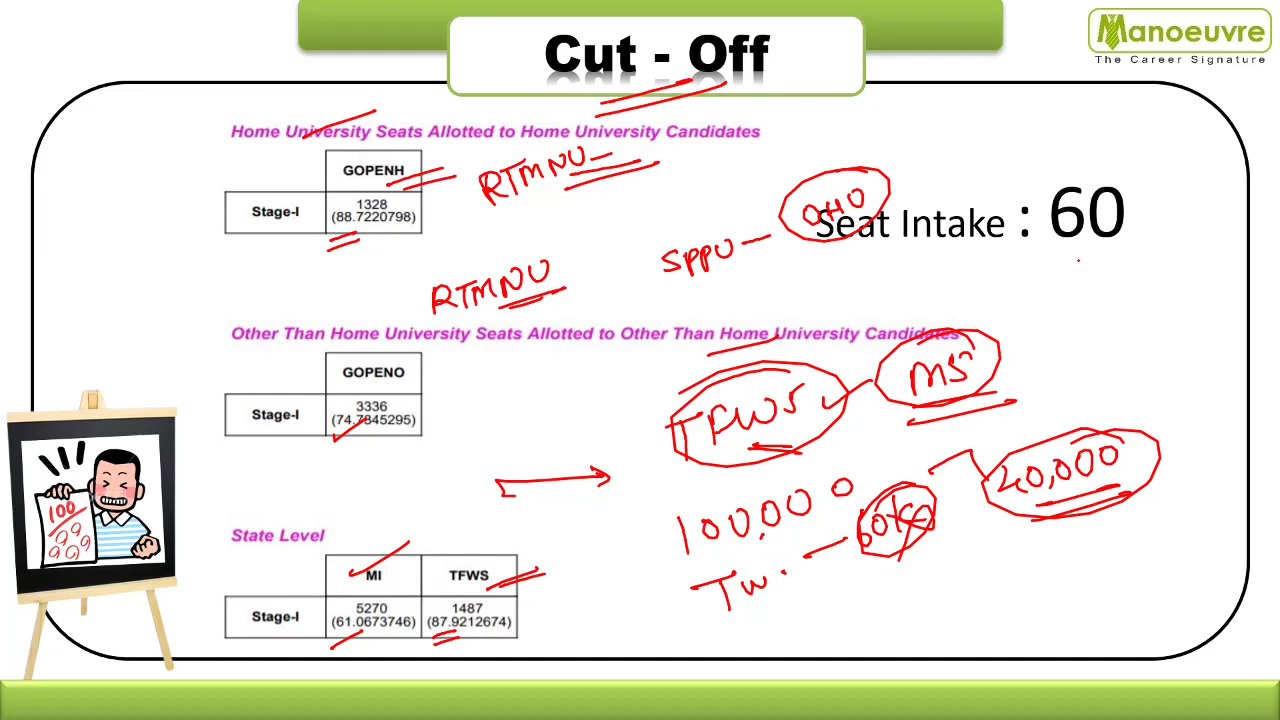 Manoeuvre
The Career Signature
Cut - Off
Home University Seats Allotted to Home University Candidates
GOPENH
Stage-I
1328
(88.7220798)
RTMNU
OHO
Seat Intake : 60
SPPU
RTMNU
Other Than Home University Seats Allotted to Other Than Home University Candidates
GOPENO
Stage-I
3336
(74.7345295)
MS
TFWS
40,000
100,000
60K
Tw.
State Level
MI TFWS
Stage-I
5270 1487
(61.0673746) (87.9212674)
100